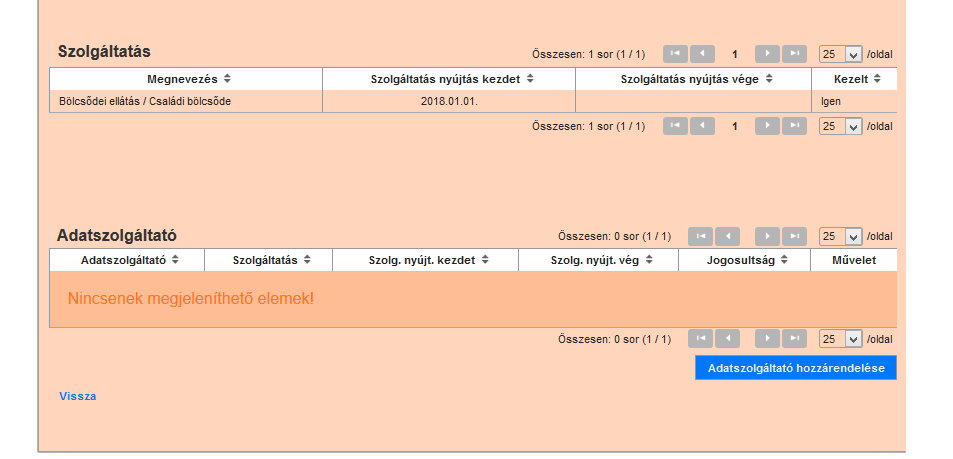 Szolgáltatás
Összesen: 1 sor (1 / 1) 1 25 /oldal
Megnevezés Szolgáltatás nyújtás kezdet Szolgáltatás nyújtás vége Kezelt
Bölcsődei ellátás / Családi bölcsőde 2018.01.01. Igen
Összesen: 1 sor (1 / 1) 1 25 /oldal
Adatszolgáltató
Összesen: 0 sor (1 / 1) 25 /oldal
Adatszolgáltató Szolgáltatás Szolg. nyújt. kezdet Szolg. nyújt. vég Jogosultság Művelet
Nincsenek megjeleníthető elemek!
Összesen: 0 sor (1 / 1) 25 /oldal
Adatszolgáltató hozzárendelése
Vissza